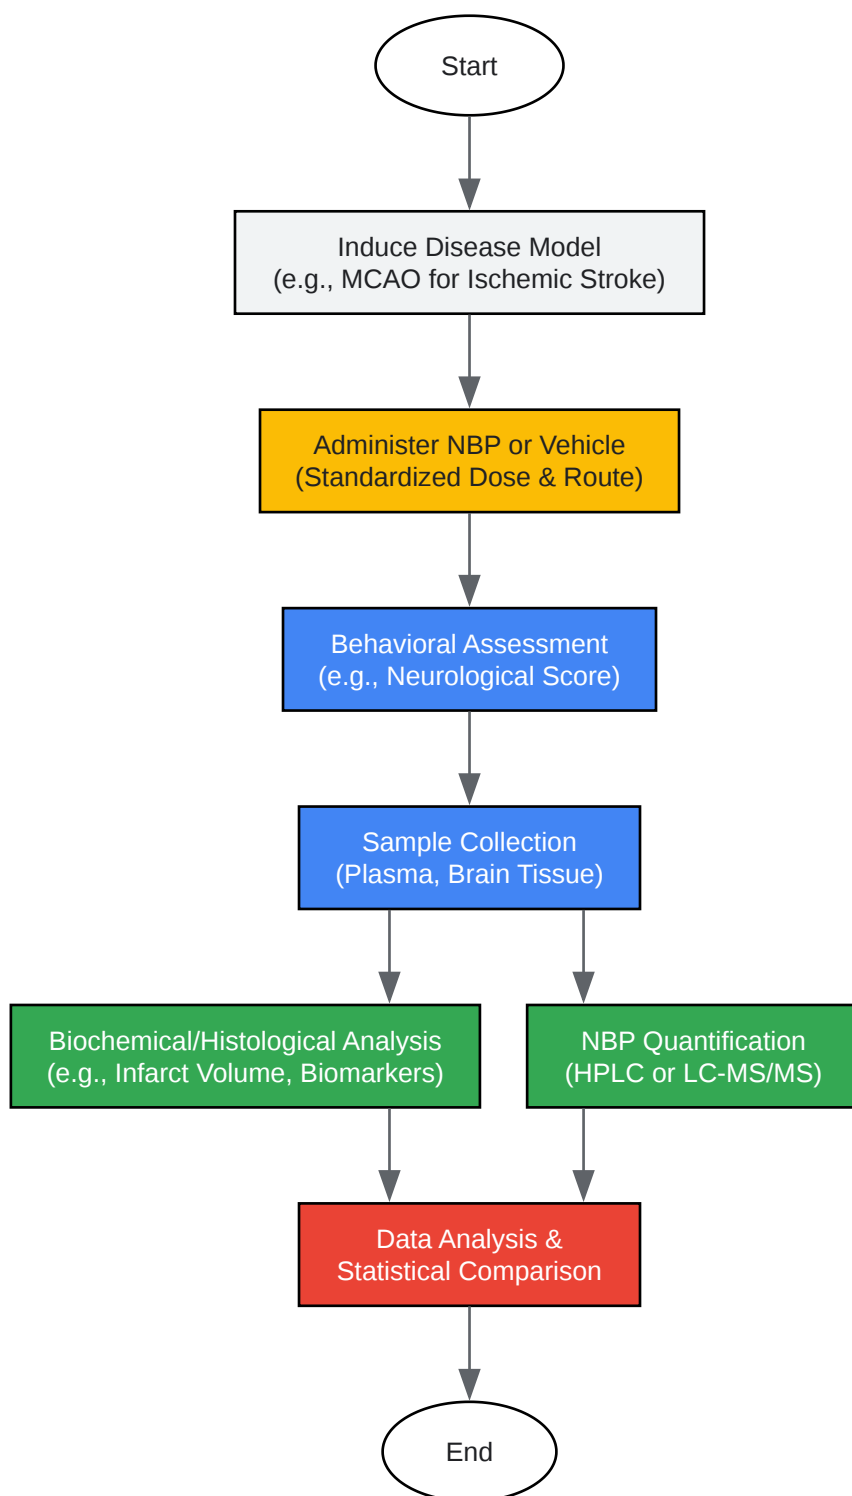 Start
Induce Disease Model
(e.g., MCAO for Ischemic Stroke)
Administer NBP or Vehicle
(Standardized Dose & Route)
Behavioral Assessment
(e.g., Neurological Score)
Sample Collection
(Plasma, Brain Tissue)
Biochemical/Histological Analysis
(e.g., Infarct Volume, Biomarkers)
NBP Quantification
(HPLC or LC-MS/MS)
Data Analysis &
Statistical Comparison
End